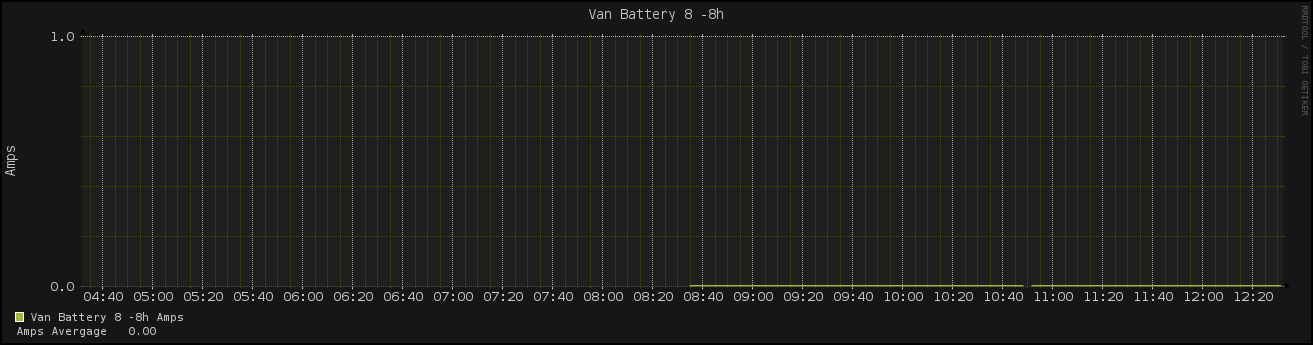 Van Battery 8 -8h
RRDTOOL / TOBI OETIKER
1.0
Amps
0.0
04:40 05:00 05:20 05:40 06:00 06:20 06:40 07:00 07:20 07:40 08:00 08:20 08:40 09:00 09:20 09:40 10:00 10:20 10:40 11:00 11:20 11:40 12:00 12:20
Van Battery 8 -8h Amps
Amps Avergage 0.00